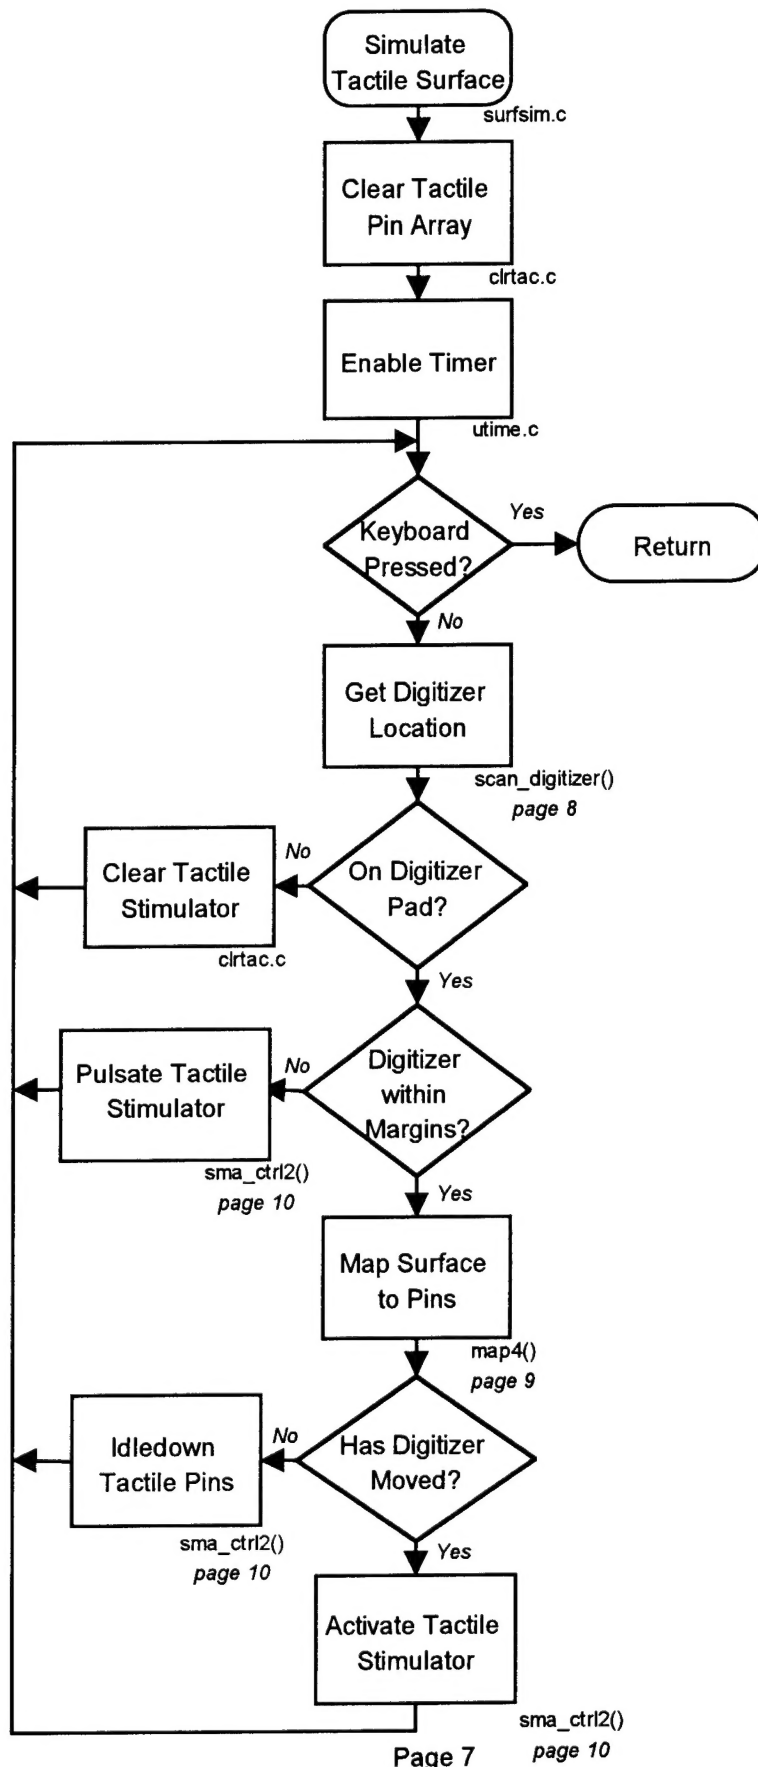 Simulate
Tactile Surface
surfsim.c
Clear Tactile
Pin Array
clrtac.c
Enable Timer
utime.c
Keyboard
Pressed?
Yes
Return
No
Get Digitizer
Location
scan_digitizer()
page 8
On Digitizer
Pad?
No
Clear Tactile
Stimulator
clrtac.c
Yes
Digitizer
within
Margins?
No
Pulsate Tactile
Stimulator
sma_ctrl2()
page 10
Yes
Map Surface
to Pins
map4()
page 9
Has Digitizer
Moved?
No
Idledown
Tactile Pins
sma_ctrl2()
page 10
Yes
Activate Tactile
Stimulator
sma_ctrl2()
page 10
Page 7